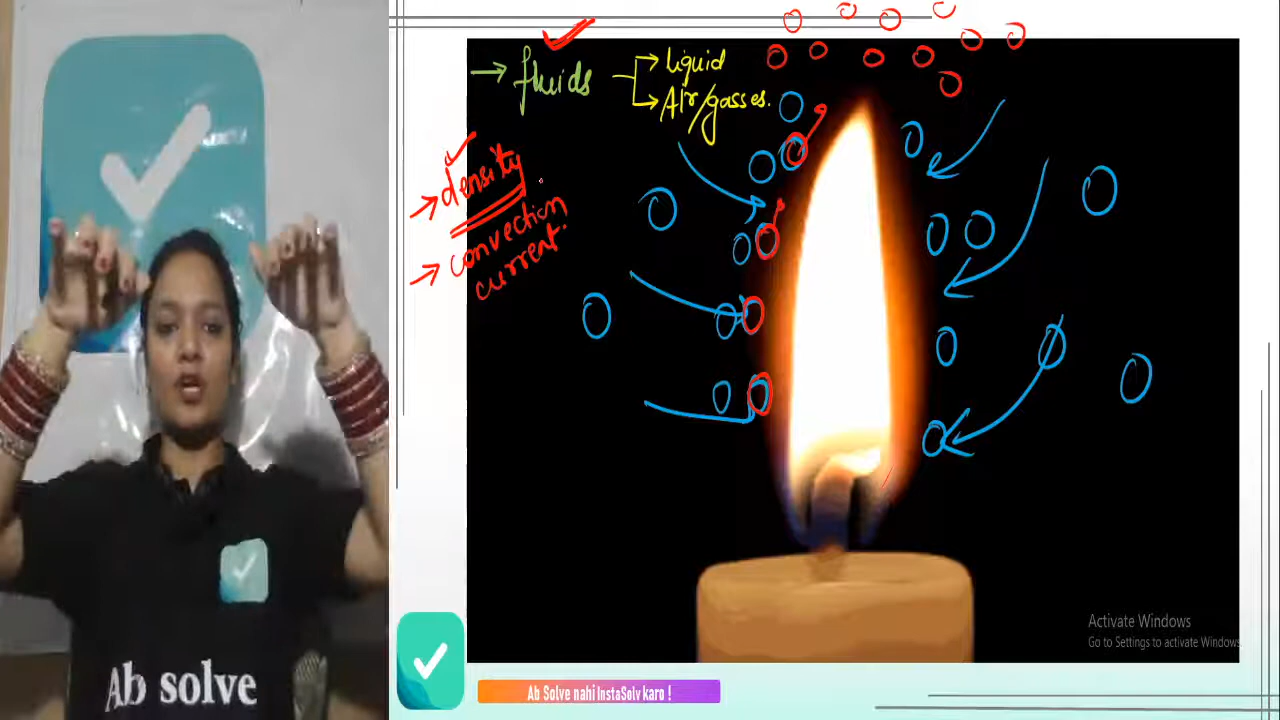 → fluids
→ liquid
→ Air/gasses.
→ density
→ convection
current.
Ab solve
Activate Windows
Go to Settings to activate Windows
Ab Solve nahi InstaSolv karo !